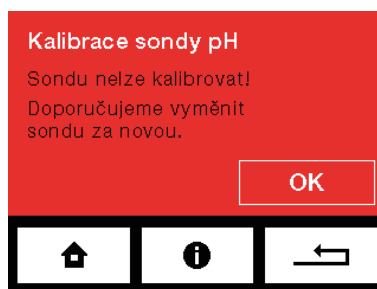 Kalibrace sondy pH
Sondu nelze kalibrovat!
Doporučujeme vyměnit
sondu za novou.
OK